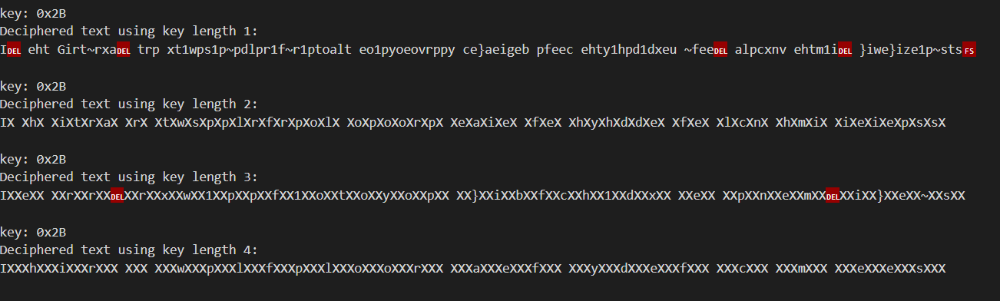 key: 0x2B
Deciphered text using key length 1:
IDEL eht Girt~rxaDEL trp xt1wps1p~pdlpr1f~r1ptoalt eo1pyoeovrppy ce}aeigeb pfeec ehty1hpd1dxeu ~feeDEL alpcxnv ehtm1iDEL }iwe}ize1p~stsFS
key: 0x2B
Deciphered text using key length 2:
IX XhX XiXtXrXaX XrX XtXwXsXpXpXlXrXfXrXpXoXlX XoXpXoXoXrXpX XeXaXiXeX XfXeX XhXyXhXdXdXeX XfXeX XlXcXnX XhXmXiX XiXeXiXeXpXsXsX
key: 0x2B
Deciphered text using key length 3:
IXXeXX XXrXXrXXDELXXrXXxXXwXX1XXpXXpXXfXX1XXoXXtXXoXXyXXoXXpXX XX}XXiXXbXXfXXcXXhXX1XXdXXxXX XXeXX XXpXXnXXeXXmXXDELXXiXX}XXeXX~XXsXX
key: 0x2B
Deciphered text using key length 4:
IXXXhXXXiXXXrXXX XXX XXXwXXXpXXXlXXXfXXXpXXXlXXXoXXXoXXXrXXX XXXaXXXeXXXfXXX XXXyXXXdXXXeXXXfXXX XXXcXXX XXXmXXX XXXeXXXeXXXsXXX